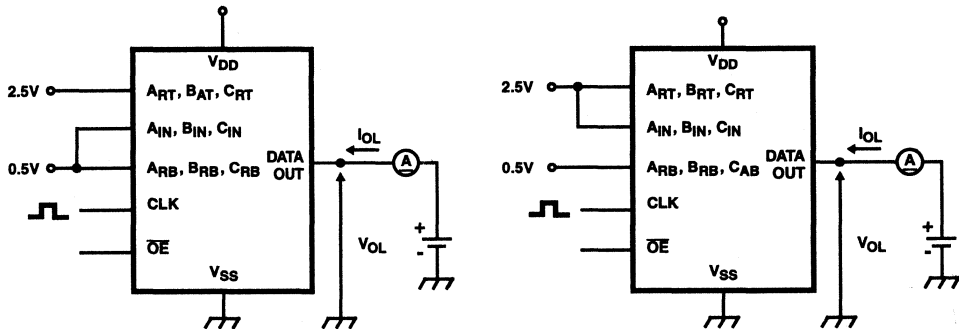 VDD
2.5V
ART, BAT, CRT
AIN, BIN, CIN
IOL
A
0.5V
ARB, BRB, CRB
DATA
OUT
CLK
+
-
OE
VOL
VSS
VDD
2.5V
ART, BRT, CRT
AIN, BIN, CIN
IOL
A
0.5V
ARB, BRB, CAB
DATA
OUT
CLK
+
-
OE
VOL
VSS